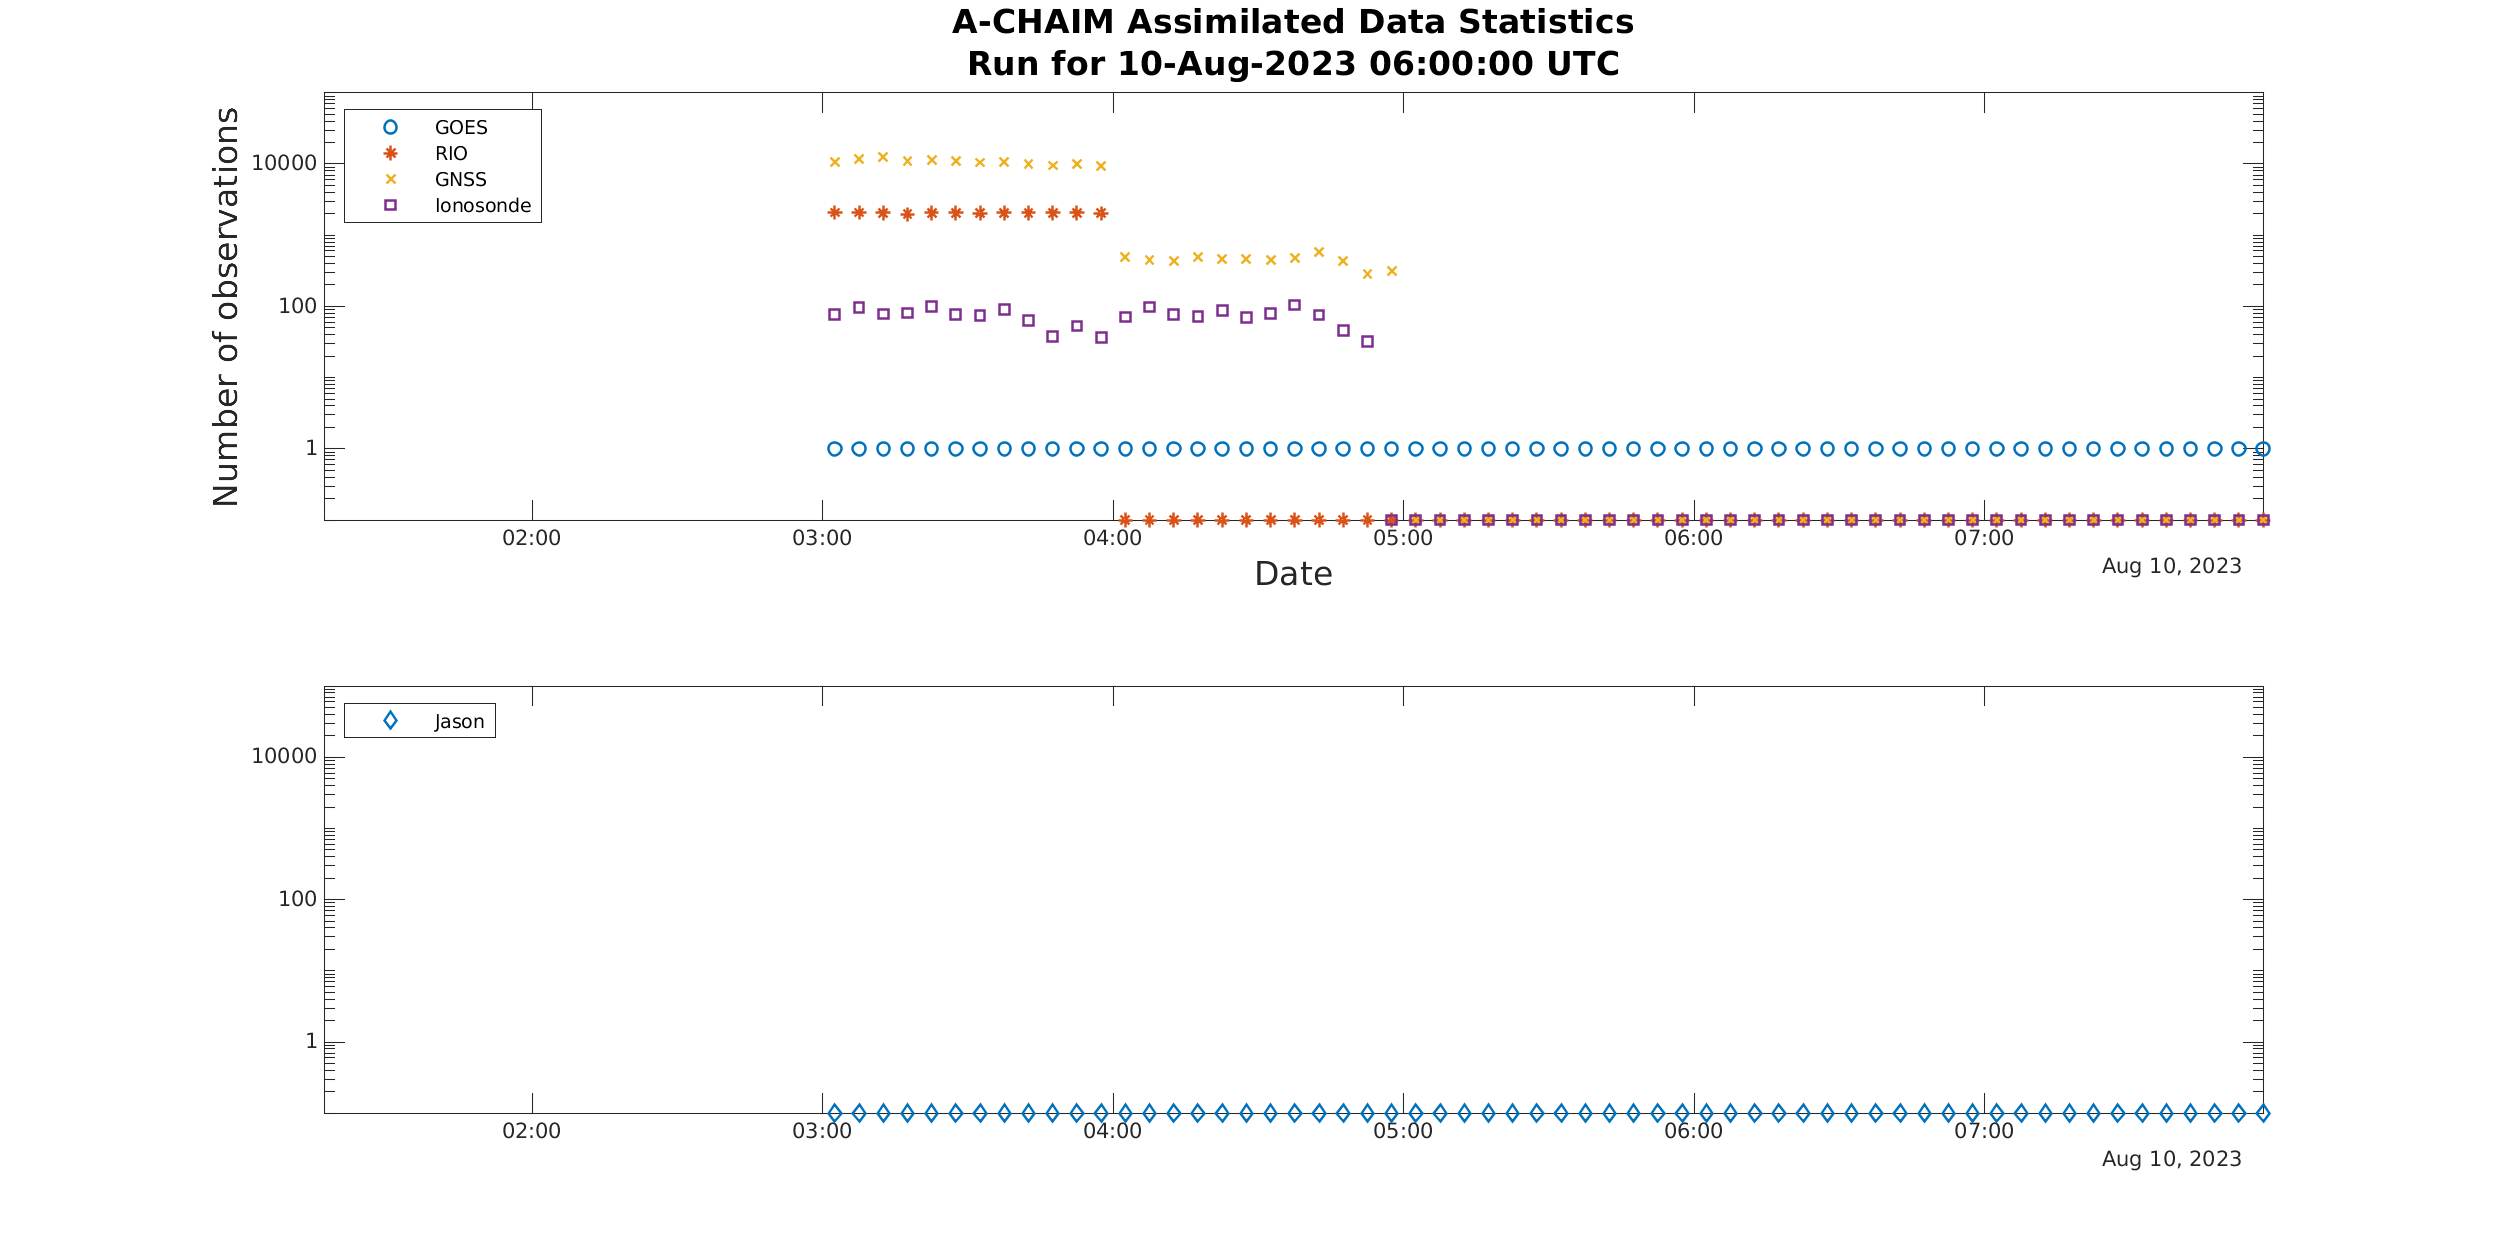 A-CHAIM Assimilated Data Statistics
Run for 10-Aug-2023 06:00:00 UTC
Number of observations
GOES
RIO
GNSS
Ionosonde
10000
100
1
02:00 03:00 04:00 05:00 06:00 07:00
Aug 10, 2023
Date
Jason
10000
100
1
02:00 03:00 04:00 05:00 06:00 07:00
Aug 10, 2023